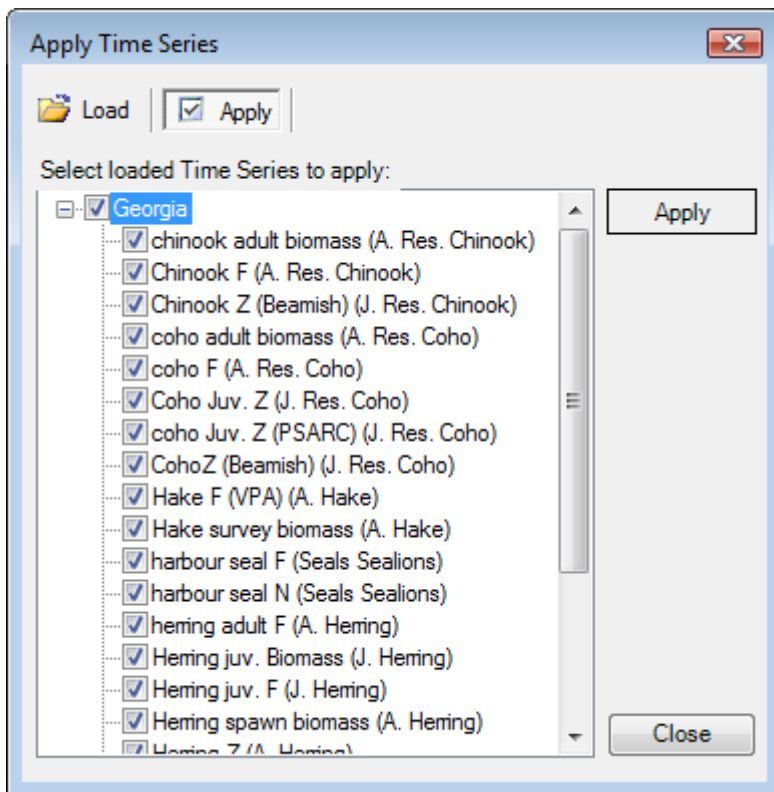 Apply Time Series
Load Apply
Select loaded Time Series to apply:
Georgia
Apply
chinook adult biomass (A. Res. Chinook)
Chinook F (A. Res. Chinook)
Chinook Z (Beamish) (J. Res. Chinook)
coho adult biomass (A. Res. Coho)
coho F (A. Res. Coho)
Coho Juv. Z (J. Res. Coho)
coho Juv. Z (PSARC) (J. Res. Coho)
CohoZ (Beamish) (J. Res. Coho)
Hake F (VPA) (A. Hake)
Hake survey biomass (A. Hake)
harbour seal F (Seals Sealions)
harbour seal N (Seals Sealions)
herring adult F (A. Herring)
Herring juv. Biomass (J. Herring)
Herring juv. F (J. Herring)
Herring spawn biomass (A. Herring)
Herring Z (A. Herring)
Close